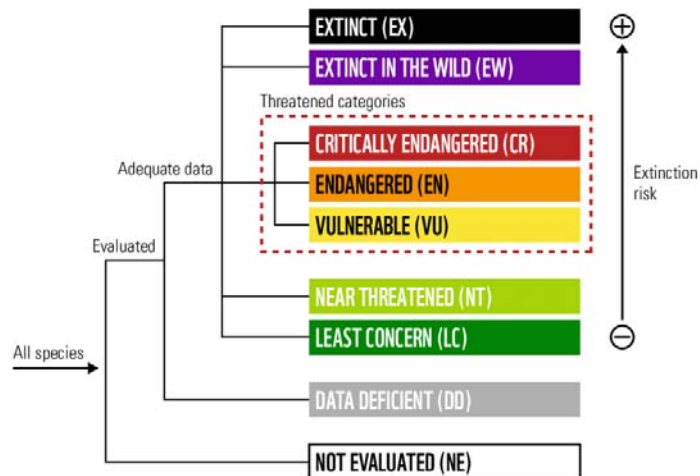 EXTINCT (EX)
EXTINCT IN THE WILD (EW)
Threatened categories
CRITICALLY ENDANGERED (CR)
Adequate data
ENDANGERED (EN)
Extinction
risk
VULNERABLE (VU)
Evaluated
NEAR THREATENED (NT)
LEAST CONCERN (LC)
All species
DATA DEFICIENT (DD)
NOT EVALUATED (NE)